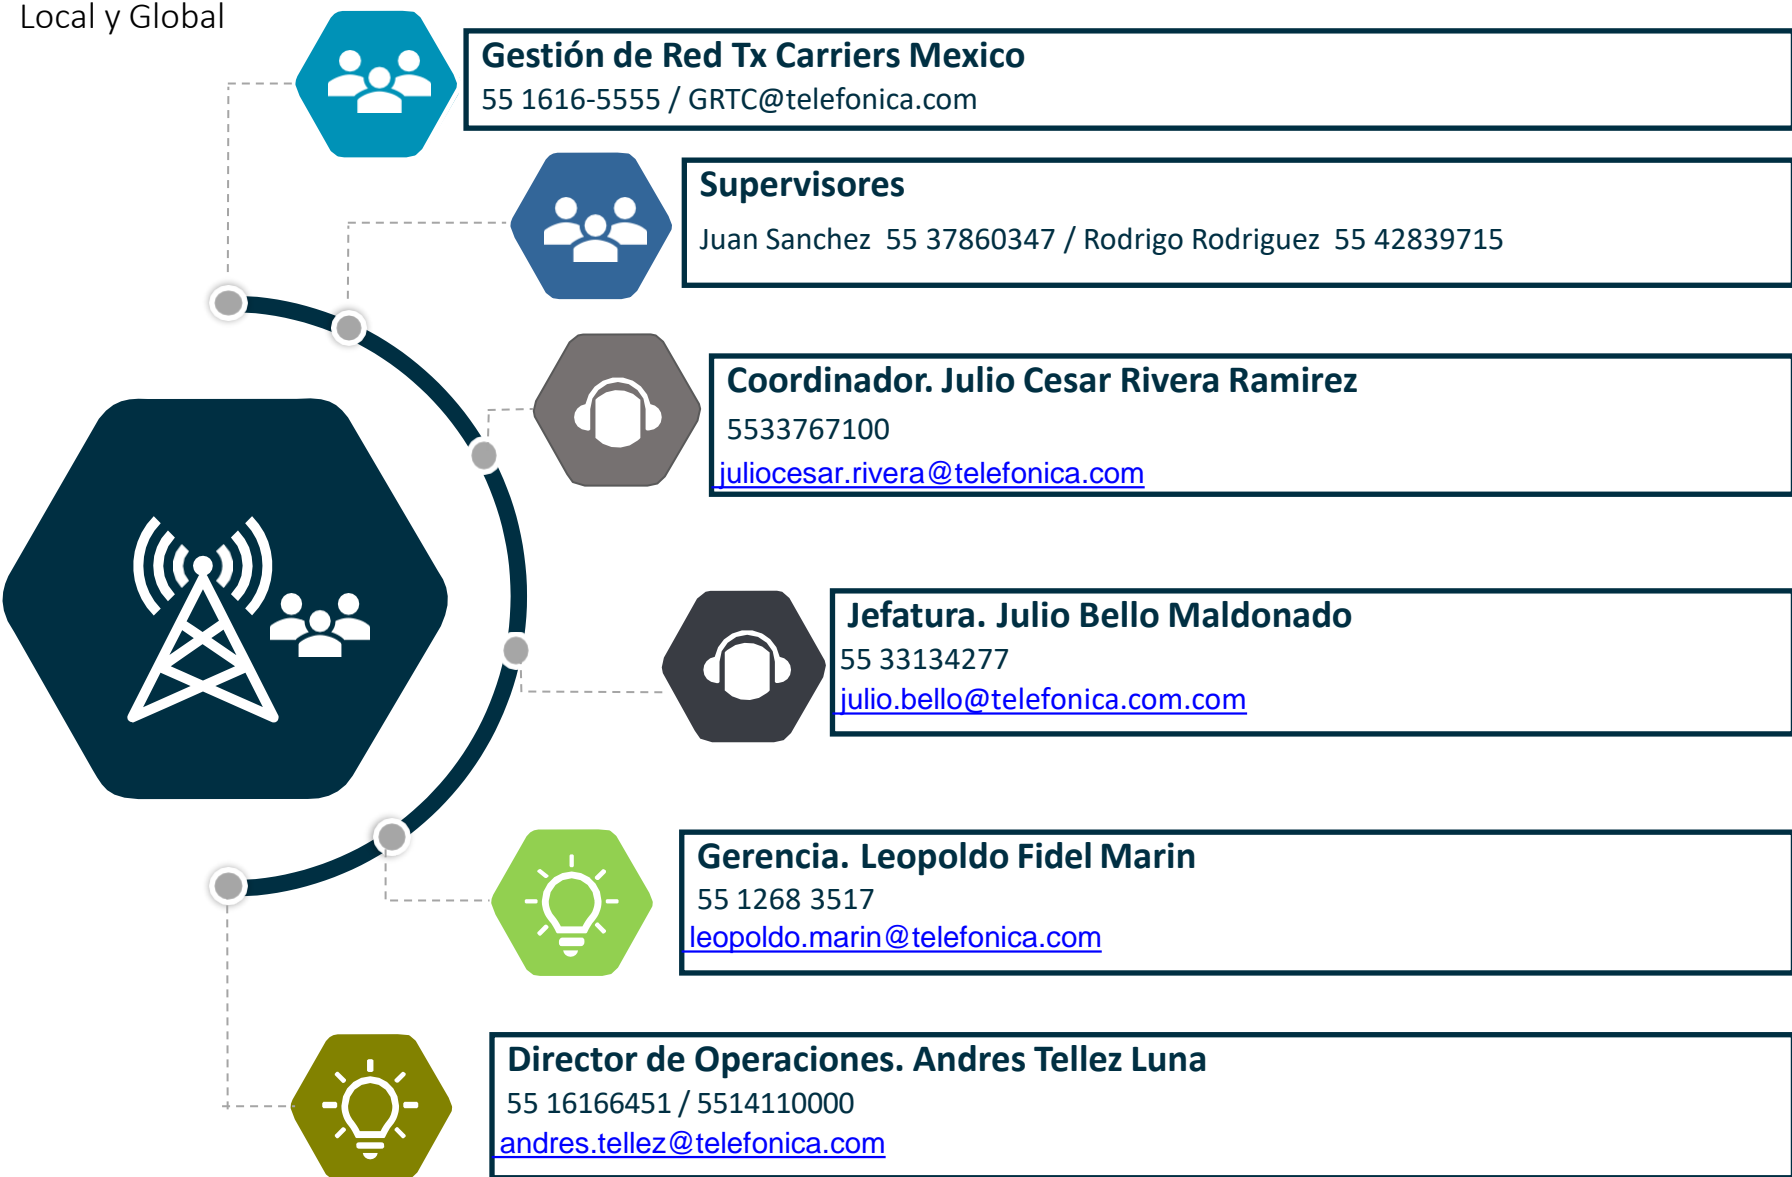 Local y Global
Gestión de Red Tx Carriers Mexico
55 1616-5555 / GRTC@telefonica.com
Supervisores
Juan Sanchez 55 37860347 / Rodrigo Rodriguez 55 42839715
Coordinador. Julio Cesar Rivera Ramirez
5533767100
juliocesar.rivera@telefonica.com
Jefatura. Julio Bello Maldonado
55 33134277
julio.bello@telefonica.com.com
Gerencia. Leopoldo Fidel Marin
55 1268 3517
leopoldo.marin@telefonica.com
Director de Operaciones. Andres Tellez Luna
55 16166451 / 5514110000
andres.tellez@telefonica.com